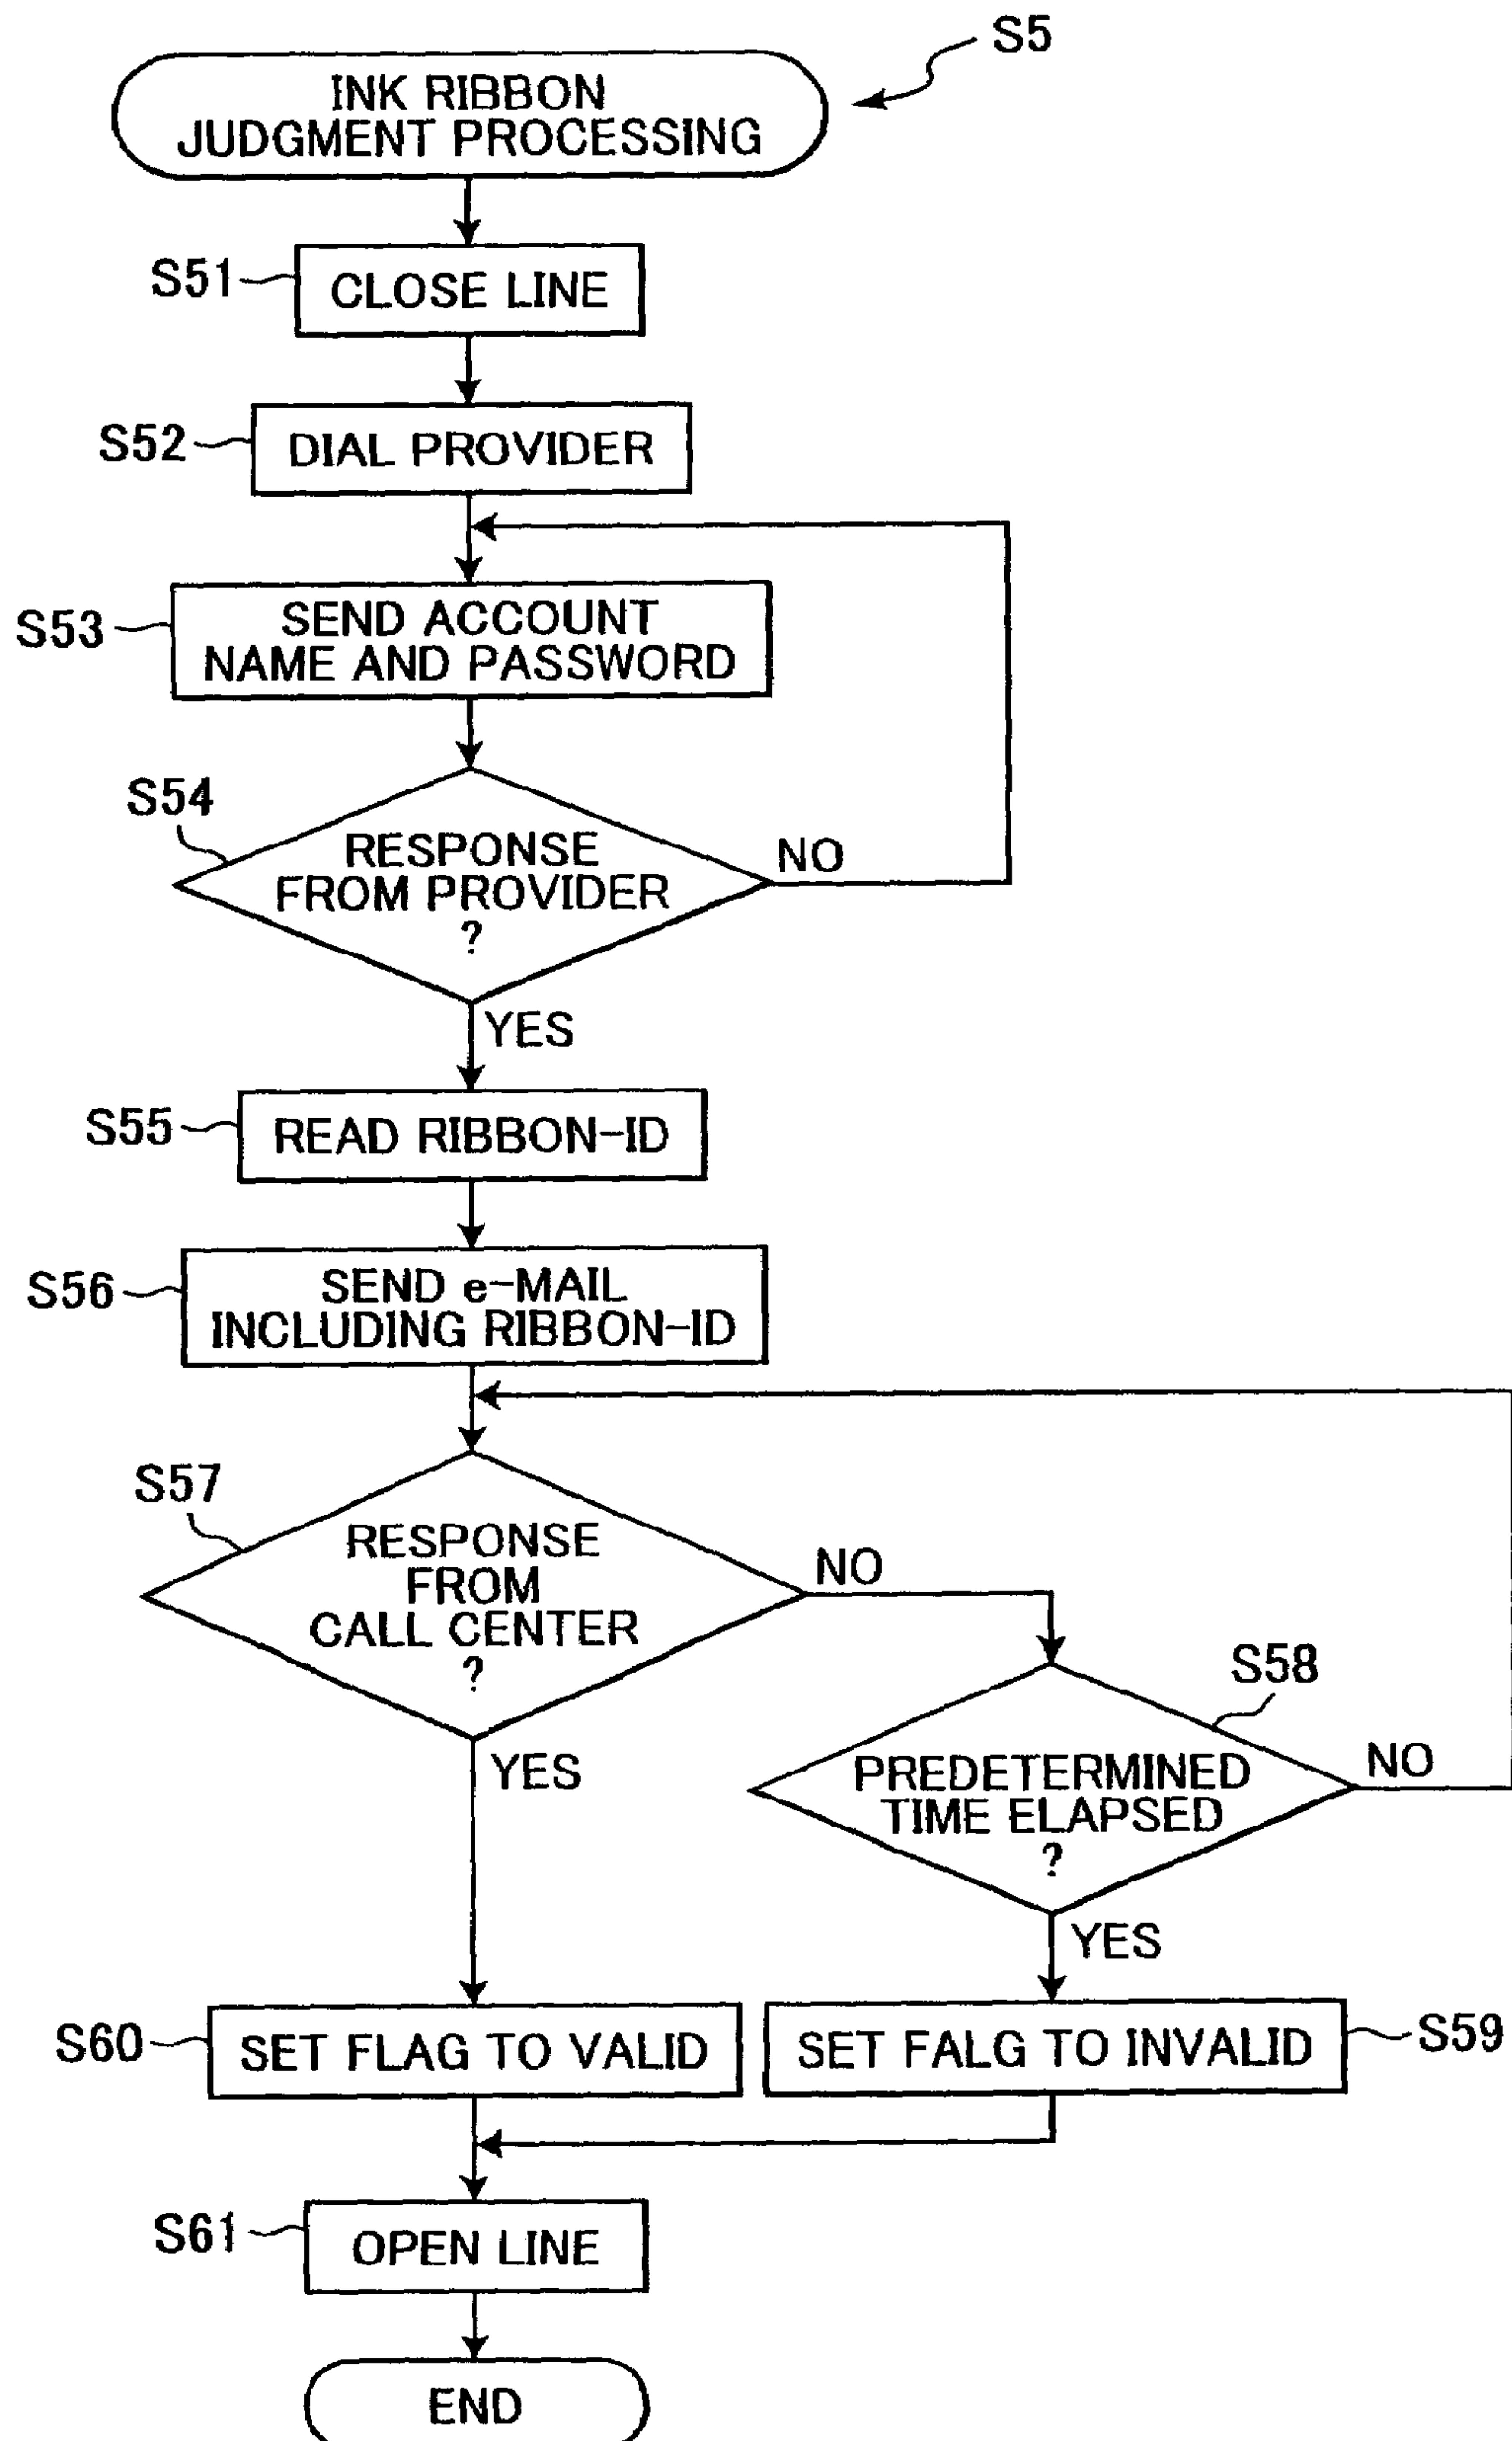 S5
INK RIBBON
JUDGMENT PROCESSING
S51
CLOSE LINE
S52
DIAL PROVIDER
S53
SEND ACCOUNT
NAME AND PASSWORD
S54
RESPONSE
FROM PROVIDER
?
NO
YES
S55
READ RIBBON-ID
S56
SEND e-MAIL
INCLUDING RIBBON-ID
S57
RESPONSE
FROM
CALL CENTER
?
NO
YES
S58
PREDETERMINED
TIME ELAPSED
?
NO
YES
S60
SET FLAG TO VALID
SET FALG TO INVALID
S59
S61
OPEN LINE
END